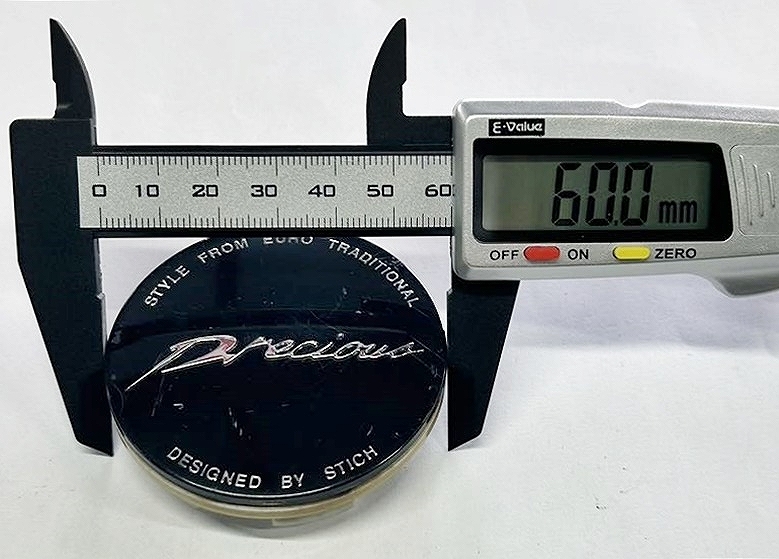 E-Value
60.0 mm
0 10 20 30 40 50 60
OFF ON ZERO
STYLE FROM EURO TRADITIONAL
Precious
DESIGNED BY STICH